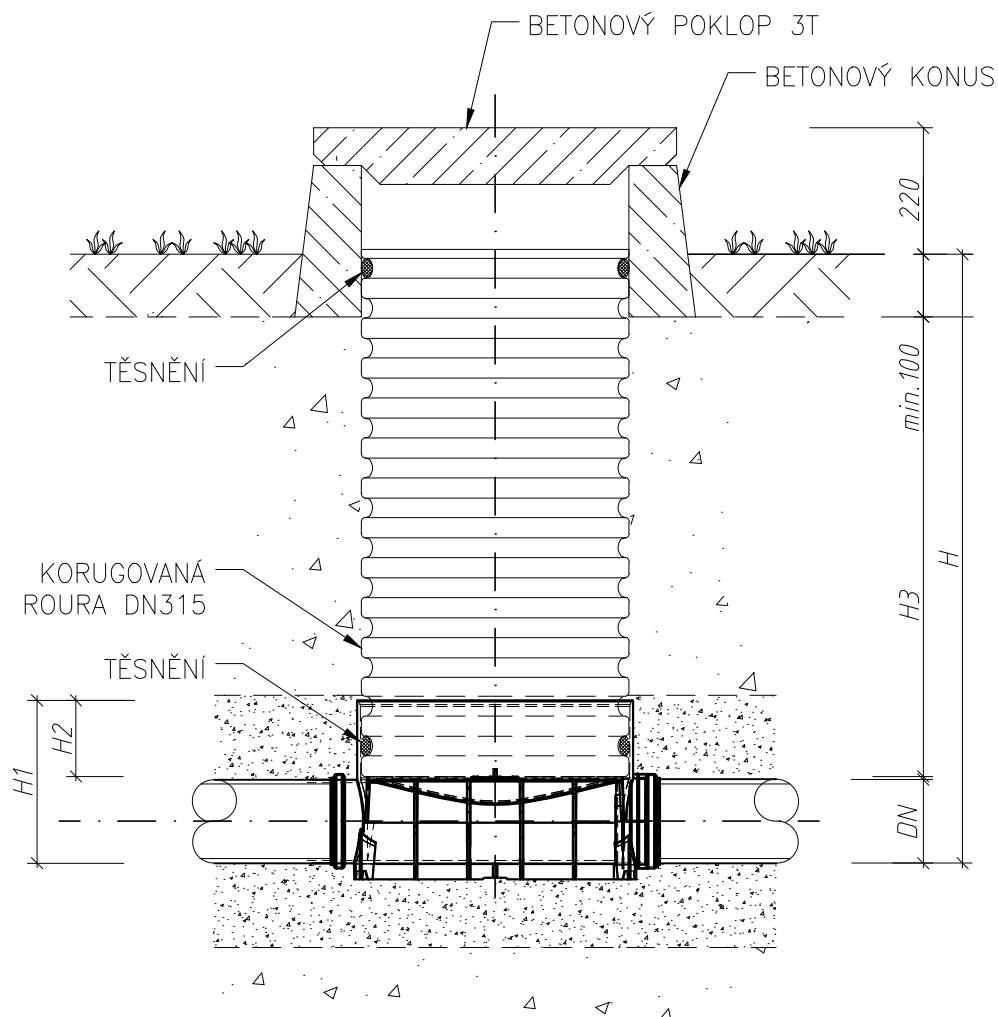 BETONOVÝ POKLOP 3T
BETONOVÝ KONUS
220
TĚSNĚNÍ
min.100
H
KORUGOVANÁ
ROURA DN315
H3
TĚSNĚNÍ
H2
H1
DN